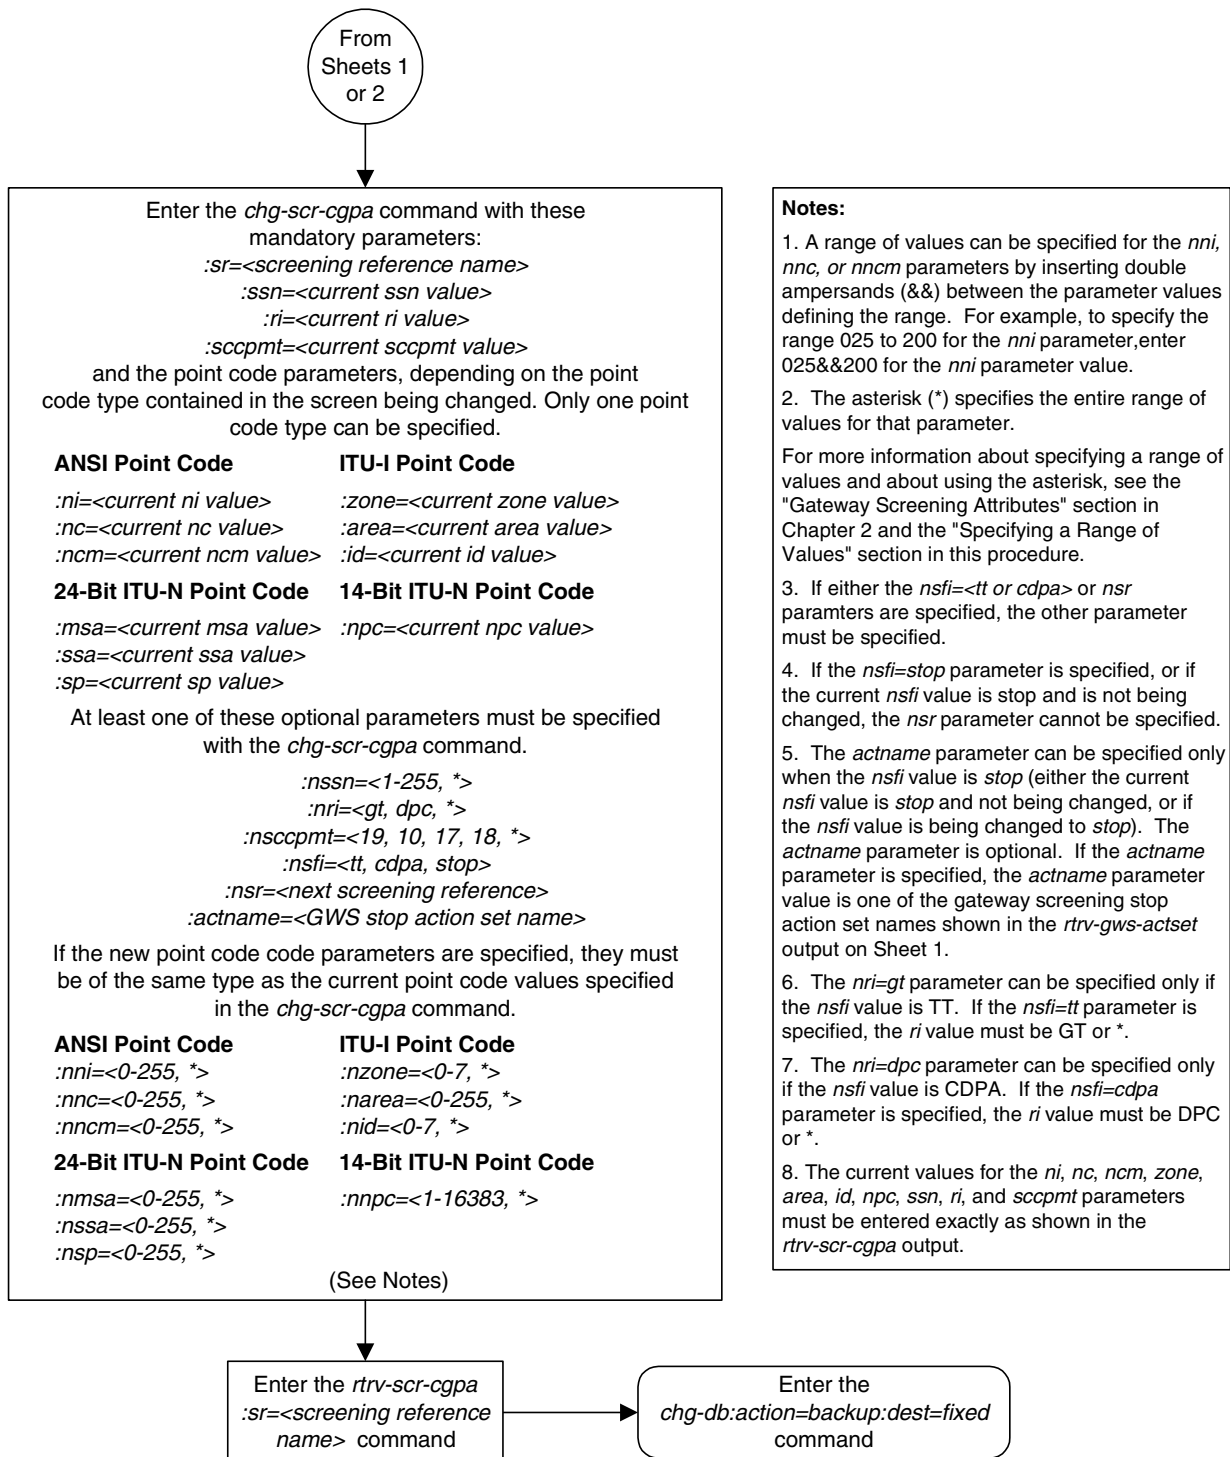 From
Sheets 1
or 2
Enter the chg-scr-cgpa command with these
mandatory parameters:
:sr=<screening reference name>
:ssn=<current ssn value>
:ri=<current ri value>
:sccpmt=<current sccpmt value>
and the point code parameters, depending on the point
code type contained in the screen being changed. Only one point
code type can be specified.
ANSI Point Code
:ni=<current ni value>
:nc=<current nc value>
:ncm=<current ncm value>
ITU-I Point Code
:zone=<current zone value>
:area=<current area value>
:id=<current id value>
24-Bit ITU-N Point Code
:msa=<current msa value>
:ssa=<current ssa value>
:sp=<current sp value>
14-Bit ITU-N Point Code
:npc=<current npc value>
At least one of these optional parameters must be specified
with the chg-scr-cgpa command.
:nssn=<1-255, *>
:nri=<gt, dpc, *>
:nsccpmt=<19, 10, 17, 18, *>
:nsfi=<tt, cdpa, stop>
:nsr=<next screening reference>
:actname=<GWS stop action set name>
If the new point code code parameters are specified, they must
be of the same type as the current point code values specified
in the chg-scr-cgpa command.
ANSI Point Code
:nni=<0-255, *>
:nnc=<0-255, *>
:nncm=<0-255, *>
ITU-I Point Code
:nzone=<0-7, *>
:narea=<0-255, *>
:nid=<0-7, *>
24-Bit ITU-N Point Code
:nmsa=<0-255, *>
:nssa=<0-255, *>
:nsp=<0-255, *>
14-Bit ITU-N Point Code
:nnpc=<1-16383, *>
(See Notes)
Notes:
1. A range of values can be specified for the nni,
nnc, or nncm parameters by inserting double
ampersands (&&) between the parameter values
defining the range. For example, to specify the
range 025 to 200 for the nni parameter,enter
025&&200 for the nni parameter value.
2. The asterisk (*) specifies the entire range of
values for that parameter.
For more information about specifying a range of
values and about using the asterisk, see the
"Gateway Screening Attributes" section in
Chapter 2 and the "Specifying a Range of
Values" section in this procedure.
3. If either the nsfi=<tt or cdpa> or nsr
paramters are specified, the other parameter
must be specified.
4. If the nsfi=stop parameter is specified, or if
the current nsfi value is stop and is not being
changed, the nsr parameter cannot be specified.
5. The actname parameter can be specified only
when the nsfi value is stop (either the current
nsfi value is stop and not being changed, or if
the nsfi value is being changed to stop). The
actname parameter is optional. If the actname
parameter is specified, the actname parameter
value is one of the gateway screening stop
action set names shown in the rtrv-gws-actset
output on Sheet 1.
6. The nri=gt parameter can be specified only if
the nsfi value is TT. If the nsfi=tt parameter is
specified, the ri value must be GT or *.
7. The nri=dpc parameter can be specified only
if the nsfi value is CDPA. If the nsfi=cdpa
parameter is specified, the ri value must be DPC
or *.
8. The current values for the ni, nc, ncm, zone,
area, id, npc, ssn, ri, and sccpmt parameters
must be entered exactly as shown in the
rtrv-scr-cgpa output.
Enter the rtrv-scr-cgpa
:sr=<screening reference
name> command
Enter the
chg-db:action=backup:dest=fixed
command